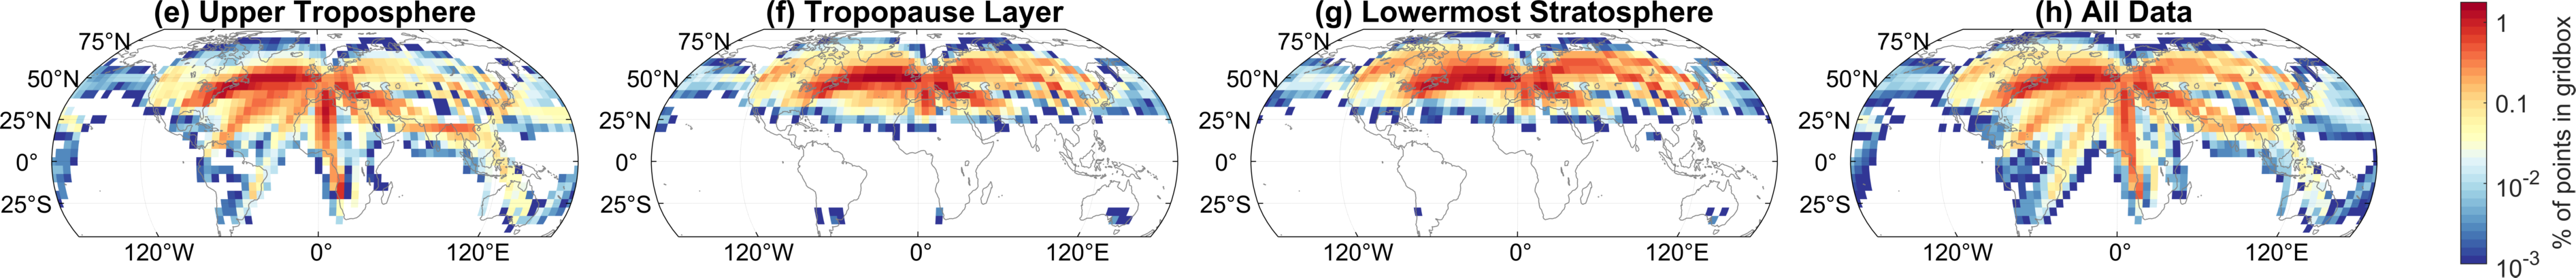 (e) Upper Troposphere
75°N
50°N
25°N
0°
25°S
120°W 0° 120°E
(f) Tropopause Layer
75°N
50°N
25°N
0°
25°S
120°W 0° 120°E
(g) Lowermost Stratosphere
75°N
50°N
25°N
0°
25°S
120°W 0° 120°E
(h) All Data
75°N
50°N
25°N
0°
25°S
120°W 0° 120°E
1
0.1
10-2
10-3
% of points in gridbox